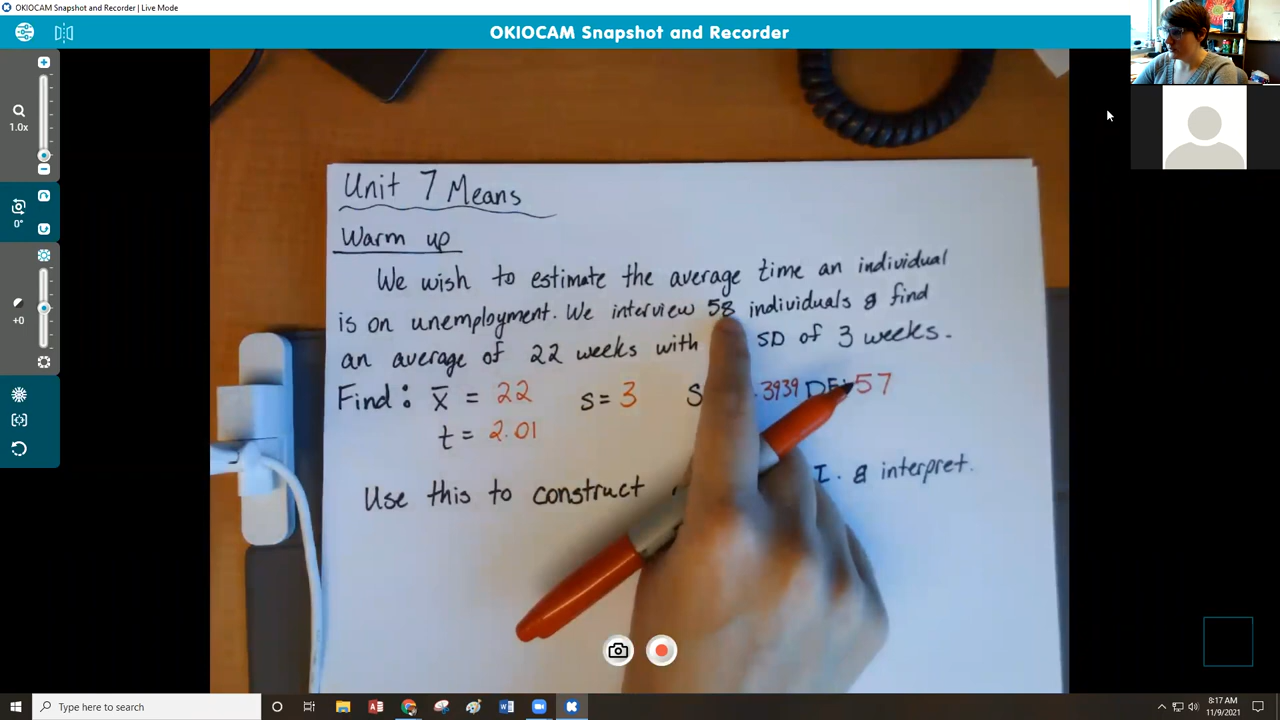 OKIOCAM Snapshot and Recorder | Live Mode
OKIOCAM Snapshot and Recorder
1.0x
0°
+0
Unit 7 Means
Warm up
We wish to estimate the average time an individual
is on unemployment. We interview 58 individuals & find
an average of 22 weeks with SD of 3 weeks.
Find: x̄ = 22 s = 3 S .3939 DF: 57
t = 2.01
Use this to construct I. & interpret.
Type here to search
8:17 AM
11/9/2021